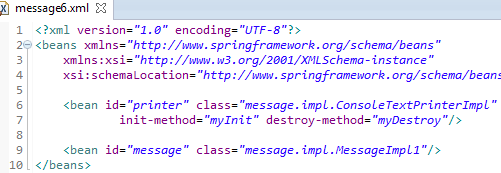 message6.xml
1 <?xml version="1.0" encoding="UTF-8"?>
2 <beans xmlns="http://www.springframework.org/schema/beans"
3 xmlns:xsi="http://www.w3.org/2001/XMLSchema-instance"
4 xsi:schemaLocation="http://www.springframework.org/schema/beans
5
6 <bean id="printer" class="message.impl.ConsoleTextPrinterImpl"
7 init-method="myInit" destroy-method="myDestroy"/>
8
9 <bean id="message" class="message.impl.MessageImpl1"/>
10 </beans>